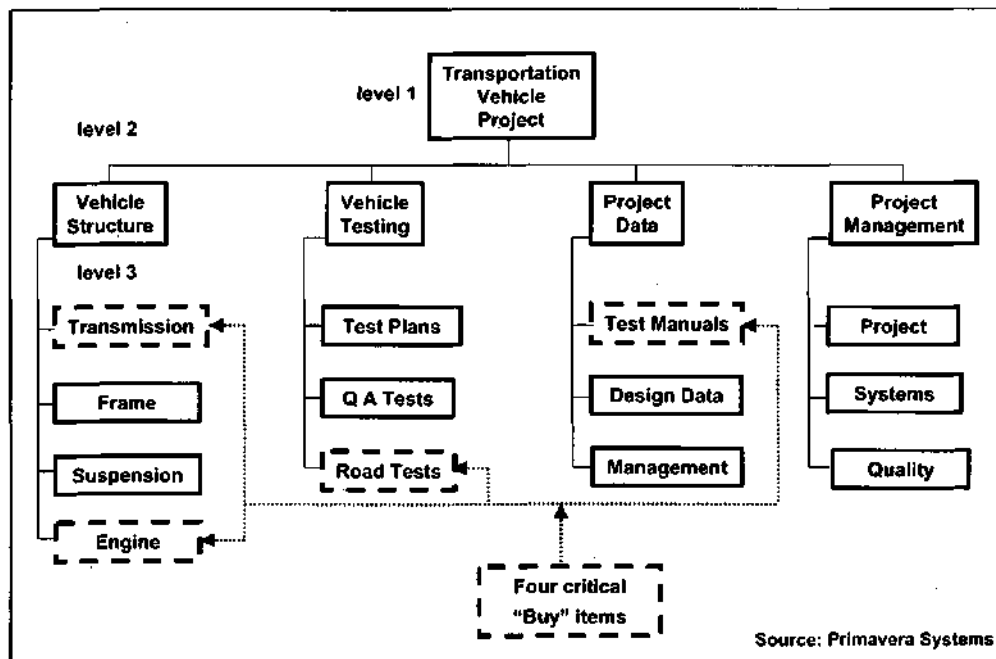 level 1
Transportation
Vehicle
Project
level 2
Vehicle
Structure
Vehicle
Testing
Project
Data
Project
Management
level 3
Transmission
Test Plans
Test Manuals
Project
Frame
Q A Tests
Design Data
Systems
Suspension
Road Tests
Management
Quality
Engine
Four critical
“Buy” items
Source: Primavera Systems